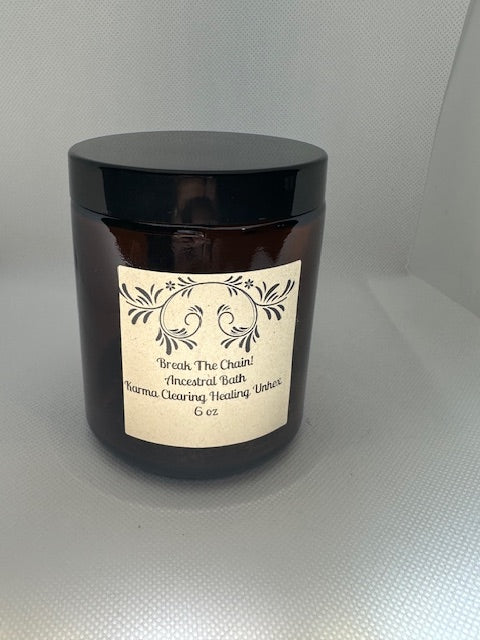 Break The Chain!
Ancestral Bath
Karma Clearing Healing Unhex
6 oz